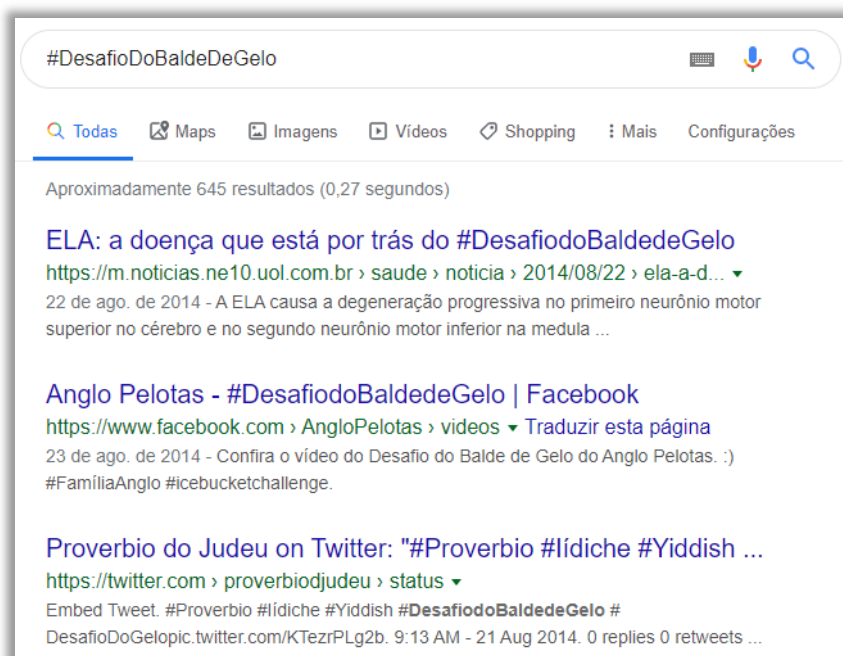 #DesafioDoBaldeDeGelo
Todas Maps Imagens Vídeos Shopping Mais Configurações
Aproximadamente 645 resultados (0,27 segundos)
ELA: a doença que está por trás do #DesafiodoBaldedeGelo
https://m.noticias.ne10.uol.com.br › saude › noticia › 2014/08/22 › ela-a-d...
22 de ago. de 2014 - A ELA causa a degeneração progressiva no primeiro neurônio motor
superior no cérebro e no segundo neurônio motor inferior na medula ...
Anglo Pelotas - #DesafiodoBaldedeGelo | Facebook
https://www.facebook.com › AngloPelotas › videos Traduzir esta página
23 de ago. de 2014 - Confira o vídeo do Desafio do Balde de Gelo do Anglo Pelotas. :)
#FamíliaAnglo #icebucketchallenge.
Proverbio do Judeu on Twitter: "#Proverbio #Iídiche #Yiddish ...
https://twitter.com › proverbiodjudeu › status
Embed Tweet. #Proverbio #Iídiche #Yiddish #DesafiodoBaldedeGelo #
DesafioDoGelopic.twitter.com/KTezrPLg2b. 9:13 AM - 21 Aug 2014. 0 replies 0 retweets ...